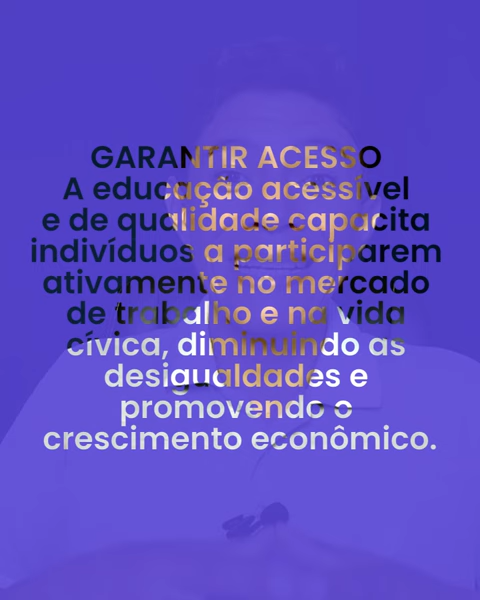 GARANTIR ACESSO
A educação acessível
e de qualidade capacita
indivíduos a participarem
ativamente no mercado
de trabalho e na vida
cívica, diminuindo as
desigualdades e
promovendo o
crescimento econômico.